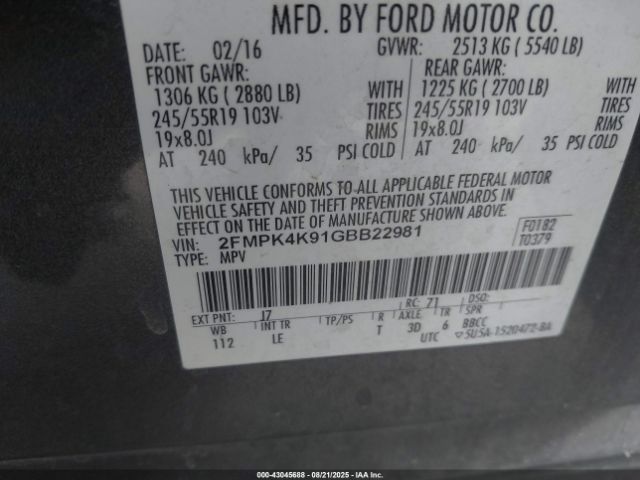 MFD. BY FORD MOTOR CO.
DATE: 02/16 GVWR: 2513 KG ( 5540 LB)
FRONT GAWR: REAR GAWR:
1306 KG ( 2880 LB) WITH 1225 KG ( 2700 LB) WITH
245/55R19 103V TIRES 245/55R19 103V TIRES
19x8.0J RIMS 19x8.0J RIMS
AT 240 kPa/ 35 PSI COLD AT 240 kPa/ 35 PSI COLD
THIS VEHICLE CONFORMS TO ALL APPLICABLE FEDERAL MOTOR
VEHICLE SAFETY AND THEFT PREVENTION STANDARDS IN
EFFECT ON THE DATE OF MANUFACTURE SHOWN ABOVE.
VIN: 2FMPK4K91GBB22981 F0182
TYPE: MPV T0379
EXT PNT: J7 RC: 71 DSO:
WB INT TR TP/PS R AXLE TR SPR
112 LE T 3D 6 BBCC
UTC ▽5U5A-1520472-BA
000-43045688 - 08/21/2025 - IAAI.COM